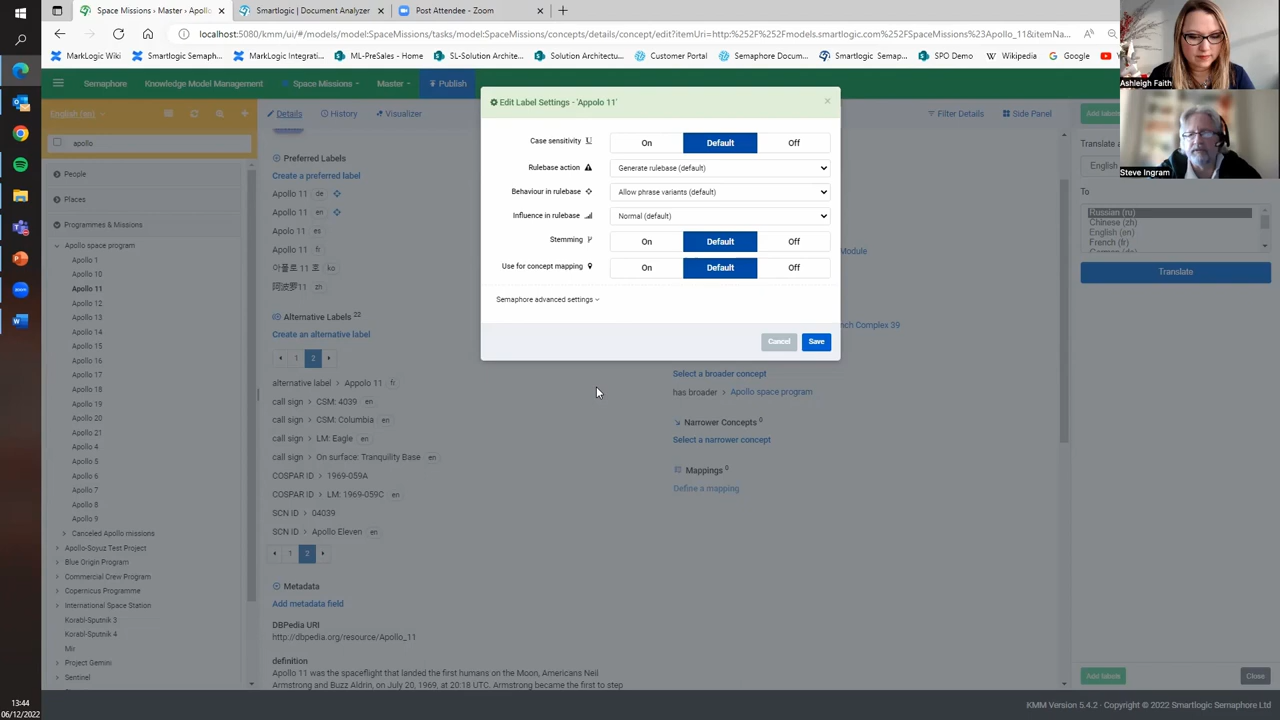 Space Missions › Master › Apo
Smartlogic | Document Analyzer
Post Attendee - Zoom
localhost:5080/kmm/ui/#/models/model:SpaceMissions/tasks/model:SpaceMissions/concepts/details/concept/edit?itemUri=http:%252F%252Fmodels.smartlogic.com%252FSpaceMissions%23Apollo_11&itemNa...
MarkLogic WIKI
Smartlogic Semaph...
MarkLogic Integrati...
ML-PreSales - Home
Solution Architectu...
Solution Architectu...
Customer Portal
Semaphore Docum...
Smartlogic Semaph...
SPO Demo
Wikipedia
Google
Ashleigh Faith
Steve Ingram
Semaphore
Knowledge Model Management
Space Missions
Master
Publish
English (en)
Details
History
Visualizer
Filter Details
Side Panel
Add labels
apollo
People
Places
Programmes & Missions
Apollo space program
Apollo 1
Apollo 10
Apollo 11
Apollo 12
Apollo 13
Apollo 14
Apollo 15
Apollo 16
Apollo 17
Apollo 18
Apollo 19
Apollo 20
Apollo 21
Apollo 4
Apollo 5
Apollo 6
Apollo 7
Apollo 8
Apollo 9
Canceled Apollo missions
Apollo-Soyuz Test Project
Blue Origin Program
Commercial Crew Program
Copernicus Programme
International Space Station
Korabl-Sputnik 3
Korabl-Sputnik 4
Mir
Project Gemini
Sentinel
Preferred Labels
Create a preferred label
Apollo 11 de
Apollo 11 en
Apolo 11 es
Apollo 11 fr
아폴로 11 호 ko
阿波罗11 zh
Alternative Labels 22
Create an alternative label
1 2
alternative label > Appolo 11 fr
call sign > CSM: 4039 en
call sign > CSM: Columbia en
call sign > LM: Eagle en
call sign > On surface: Tranquility Base en
COSPAR ID > 1969-059A
COSPAR ID > LM: 1969-059C en
SCN ID > 04039
SCN ID > Apollo Eleven en
1 2
Metadata
Add metadata field
DBPedia URI
http://dbpedia.org/resource/Apollo_11
definition
Apollo 11 was the spaceflight that landed the first humans on the Moon, Americans Neil
Armstrong and Buzz Aldrin, on July 20, 1969, at 20:18 UTC. Armstrong became the first to step
Edit Label Settings - 'Appolo 11'
×
Case sensitivity On Default Off
Rulebase action Generate rulebase (default)
Behaviour in rulebase Allow phrase variants (default)
Influence in rulebase Normal (default)
Stemming On Default Off
Use for concept mapping On Default Off
Semaphore advanced settings
Cancel Save
Module
nch Complex 39
Select a broader concept
has broader > Apollo space program
Narrower Concepts 0
Select a narrower concept
Mappings 0
Define a mapping
Translate a
English
To
Russian (ru)
Chinese (zh)
English (en)
French (fr)
German (de)
Translate
Add labels
Close
KMM Version 5.4.2 - Copyright © 2022 Smartlogic Semaphore Ltd
13:44
06/12/2022